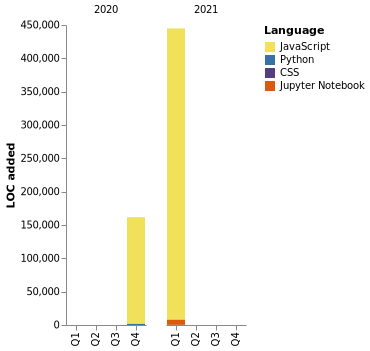 2020 2021
Language
JavaScript
Python
CSS
Jupyter Notebook
LOC added
450,000
400,000
350,000
300,000
250,000
200,000
150,000
100,000
50,000
0
Q1 Q2 Q3 Q4 Q1 Q2 Q3 Q4